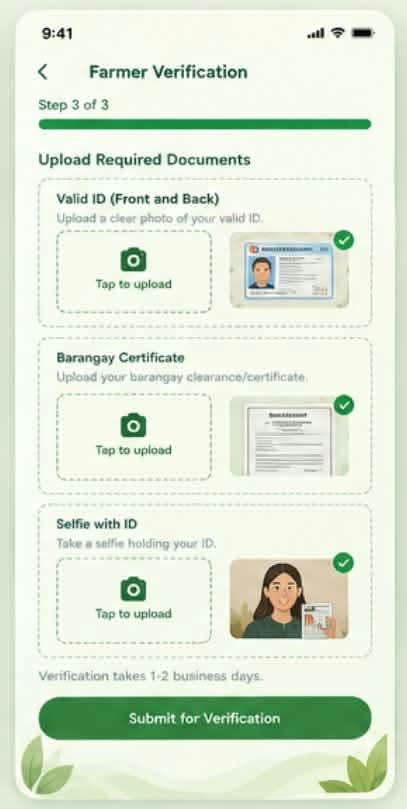 9:41
Farmer Verification
Step 3 of 3
Upload Required Documents
Valid ID (Front and Back)
Upload a clear photo of your valid ID.
Tap to upload
Barangay Certificate
Upload your barangay clearance/certificate.
Tap to upload
Selfie with ID
Take a selfie holding your ID.
Tap to upload
Verification takes 1-2 business days.
Submit for Verification